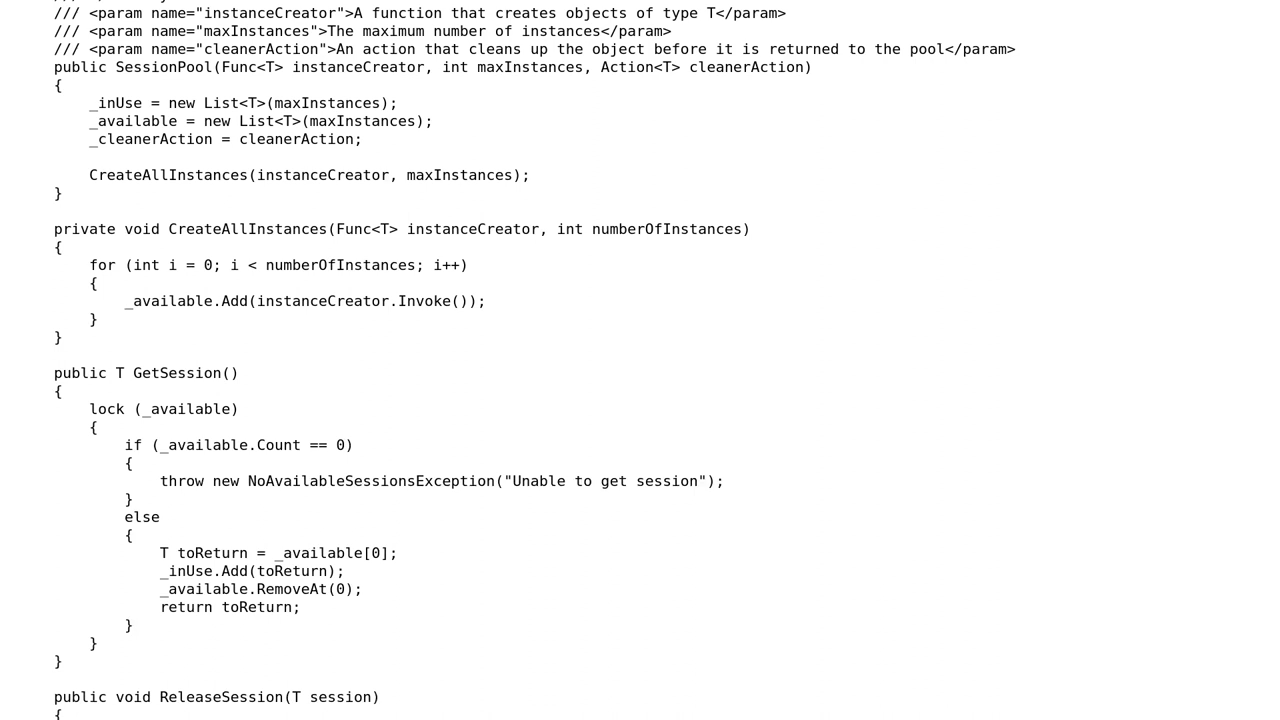 /// <param name="instanceCreator">A function that creates objects of type T</param>
/// <param name="maxInstances">The maximum number of instances</param>
/// <param name="cleanerAction">An action that cleans up the object before it is returned to the pool</param>
public SessionPool(Func<T> instanceCreator, int maxInstances, Action<T> cleanerAction)
{
    _inUse = new List<T>(maxInstances);
    _available = new List<T>(maxInstances);
    _cleanerAction = cleanerAction;

    CreateAllInstances(instanceCreator, maxInstances);
}

private void CreateAllInstances(Func<T> instanceCreator, int numberOfInstances)
{
    for (int i = 0; i < numberOfInstances; i++)
    {
        _available.Add(instanceCreator.Invoke());
    }
}

public T GetSession()
{
    lock (_available)
    {
        if (_available.Count == 0)
        {
            throw new NoAvailableSessionsException("Unable to get session");
        }
        else
        {
            T toReturn = _available[0];
            _inUse.Add(toReturn);
            _available.RemoveAt(0);
            return toReturn;
        }
    }
}

public void ReleaseSession(T session)
{